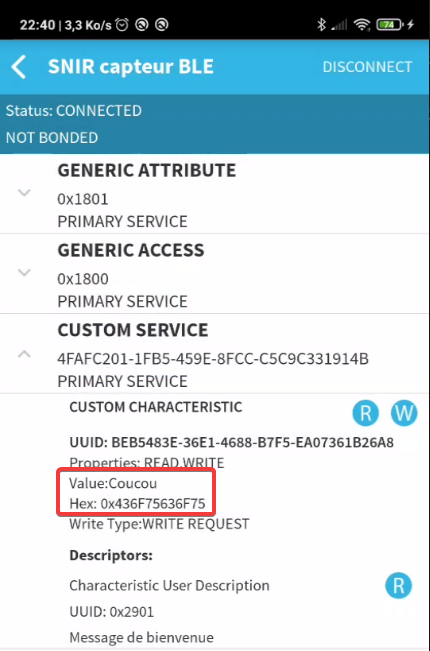 22:40 | 3,3 Ko/s 74
SNIR capteur BLE DISCONNECT
Status: CONNECTED
NOT BONDED
GENERIC ATTRIBUTE
0x1801
PRIMARY SERVICE
GENERIC ACCESS
0x1800
PRIMARY SERVICE
CUSTOM SERVICE
4FAFC201-1FB5-459E-8FCC-C5C9C331914B
PRIMARY SERVICE
CUSTOM CHARACTERISTIC R W
UUID: BEB5483E-36E1-4688-B7F5-EA07361B26A8
Properties: READ,WRITE
Value:Coucou
Hex: 0x436F75636F75
Write Type:WRITE REQUEST
Descriptors:
Characteristic User Description R
UUID: 0x2901
Message de bienvenue